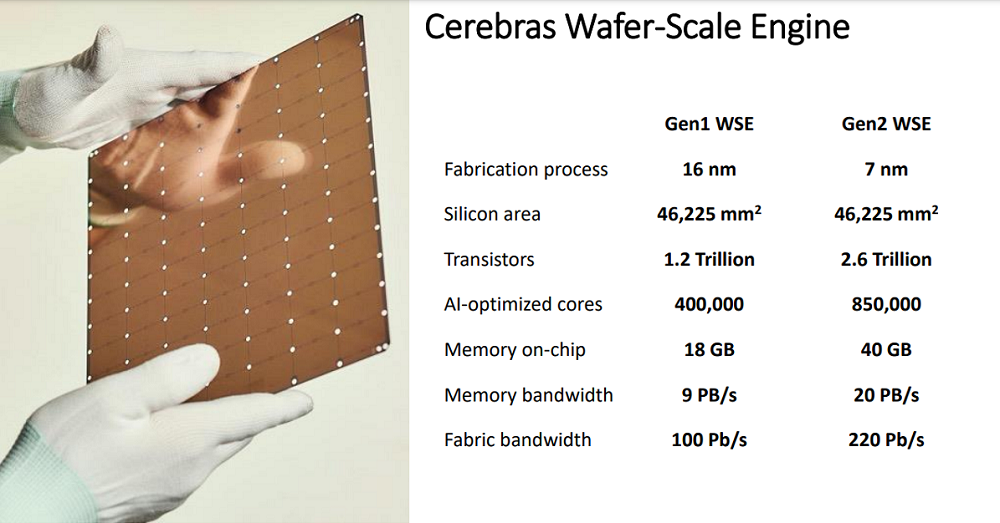 Cerebras Wafer-Scale Engine
Gen1 WSE Gen2 WSE
Fabrication process 16 nm 7 nm
Silicon area 46,225 mm² 46,225 mm²
Transistors 1.2 Trillion 2.6 Trillion
AI-optimized cores 400,000 850,000
Memory on-chip 18 GB 40 GB
Memory bandwidth 9 PB/s 20 PB/s
Fabric bandwidth 100 Pb/s 220 Pb/s